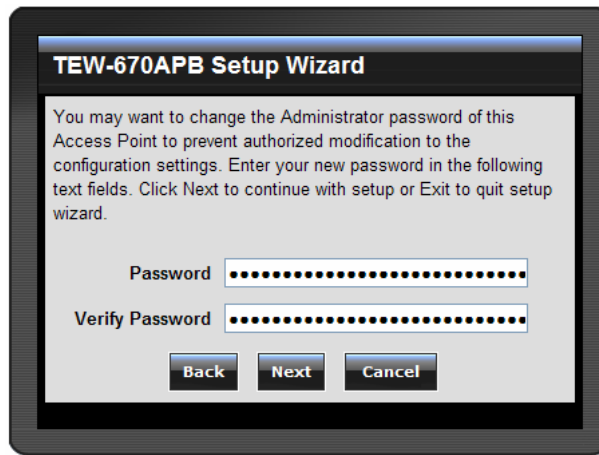 TEW-670APB Setup Wizard
You may want to change the Administrator password of this
Access Point to prevent authorized modification to the
configuration settings. Enter your new password in the following
text fields. Click Next to continue with setup or Exit to quit setup
wizard.
Password ••••••••••••••••••••••••••••
Verify Password ••••••••••••••••••••••••••••
Back Next Cancel